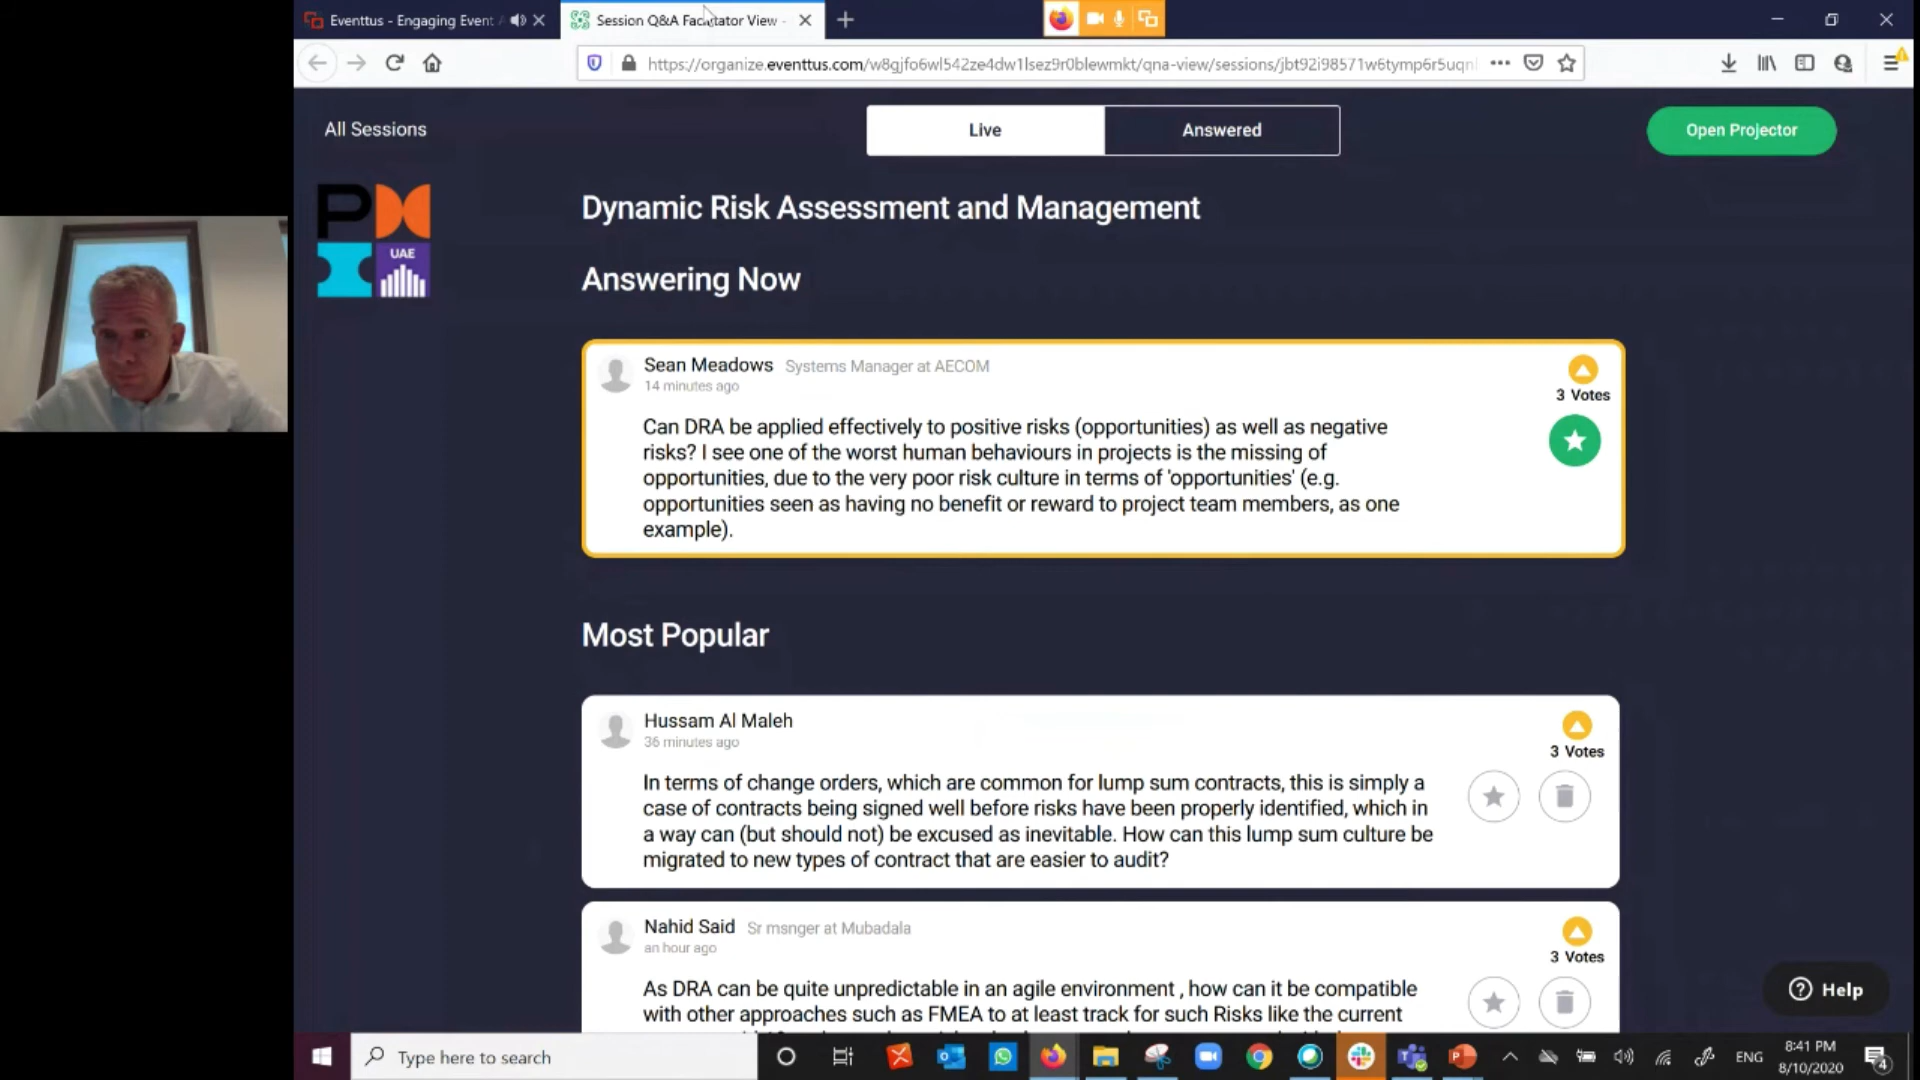 Eventtus - Engaging Event
Session Q&A Facilitator View -
https://organize.eventtus.com/w8gjfo6wl542ze4dw1lsez9r0blewmkt/qna-view/sessions/jbt92i98571w6tymp6r5uqn
All Sessions
Live
Answered
Open Projector
PMI
UAE
Dynamic Risk Assessment and Management
Answering Now
Sean Meadows Systems Manager at AECOM
14 minutes ago
3 Votes
Can DRA be applied effectively to positive risks (opportunities) as well as negative
risks? I see one of the worst human behaviours in projects is the missing of
opportunities, due to the very poor risk culture in terms of 'opportunities' (e.g.
opportunities seen as having no benefit or reward to project team members, as one
example).
Most Popular
Hussam Al Maleh
36 minutes ago
3 Votes
In terms of change orders, which are common for lump sum contracts, this is simply a
case of contracts being signed well before risks have been properly identified, which in
a way can (but should not) be excused as inevitable. How can this lump sum culture be
migrated to new types of contract that are easier to audit?
Nahid Said Sr msnger at Mubadala
an hour ago
3 Votes
As DRA can be quite unpredictable in an agile environment , how can it be compatible
with other approaches such as FMEA to at least track for such Risks like the current
Help
Type here to search
ENG
8:41 PM
8/10/2020
4